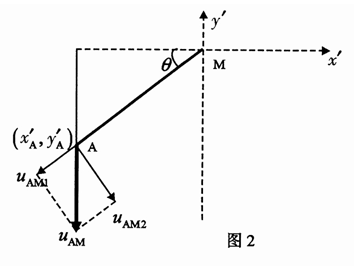 y′
x′
θ
M
(x′A, y′A) A
uAM1
uAM2
uAM
图2